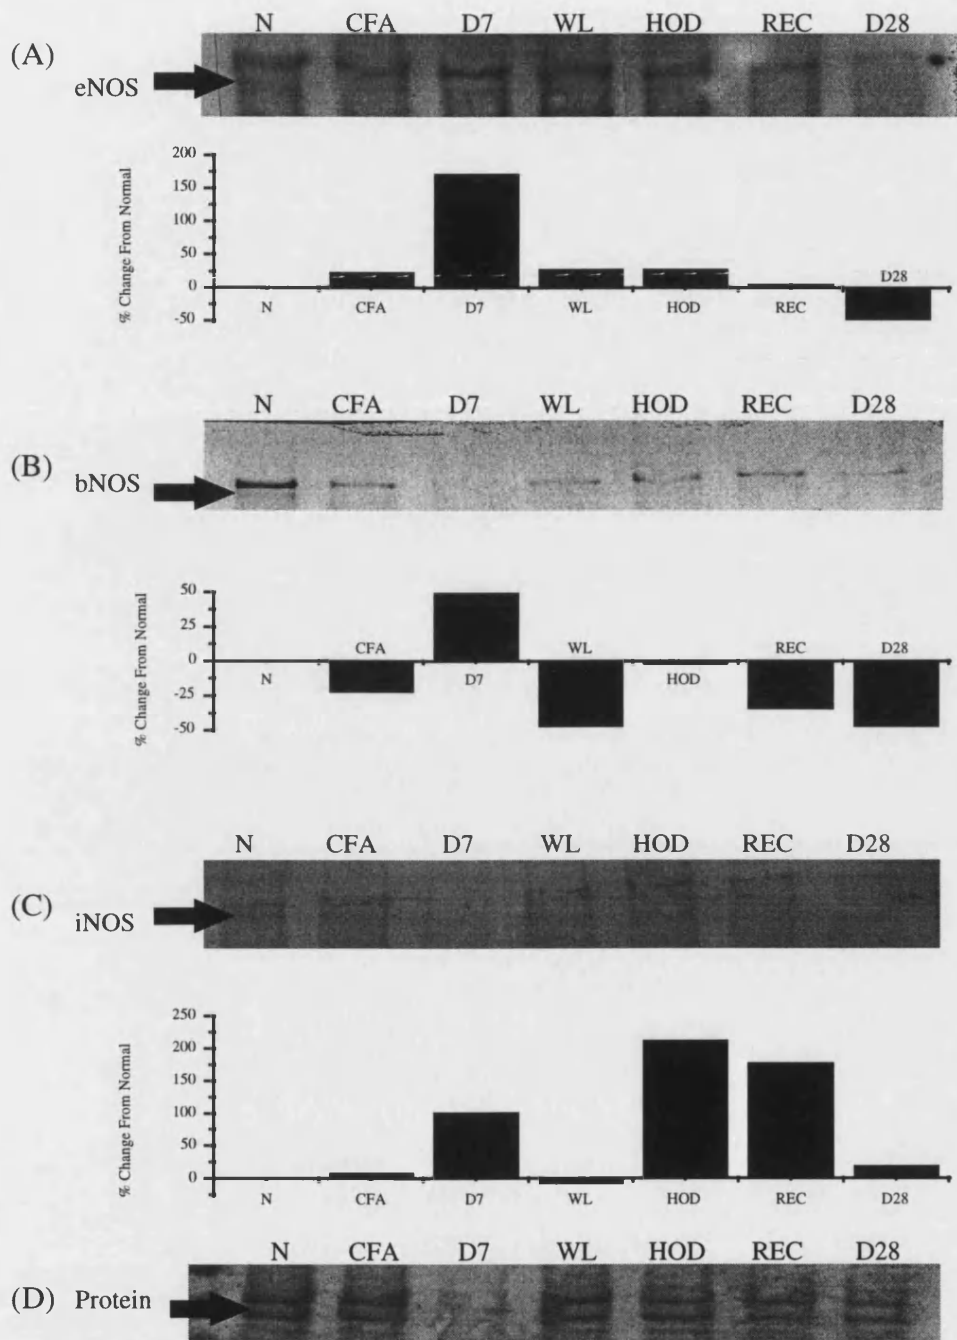 N CFA D7 WL HOD REC D28
(A)
eNOS
200
150
100
50
0
-50
% Change From Normal
D28
N CFA D7 WL HOD REC
N CFA D7 WL HOD REC D28
(B)
bNOS
50
25
0
-25
-50
% Change From Normal
CFA WL REC D28
N D7 HOD
N CFA D7 WL HOD REC D28
(C)
iNOS
250
200
150
100
50
0
% Change From Normal
N CFA D7 WL HOD REC D28
N CFA D7 WL HOD REC D28
(D) Protein